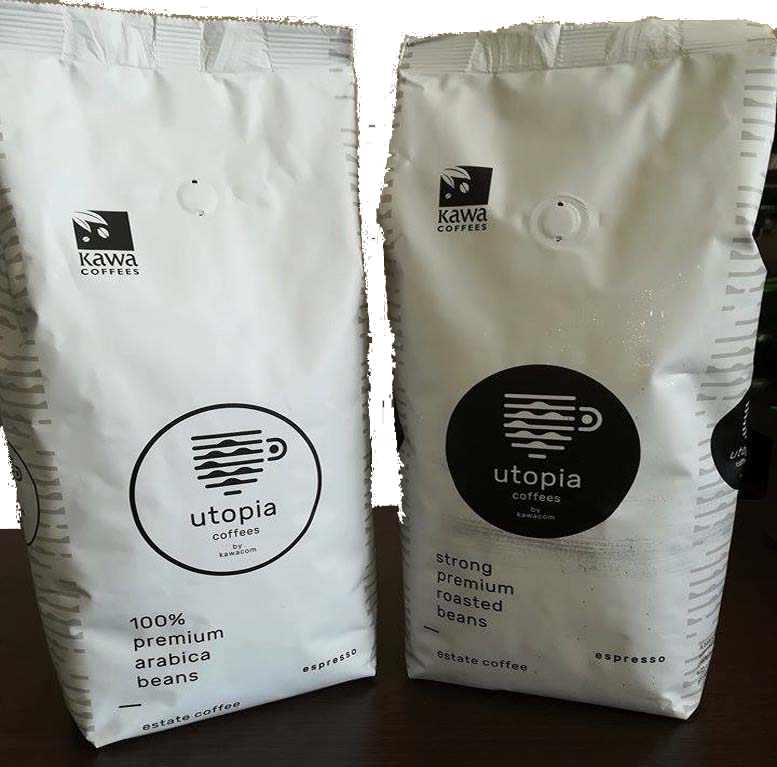 KAWA
COFFEES
utopia
coffees
by
kawacom
100%
premium
arabica
beans
espresso
estate coffee
KAWA
COFFEES
utopia
coffees
by
kawacom
strong
premium
roasted
beans
estate coffee
espresso